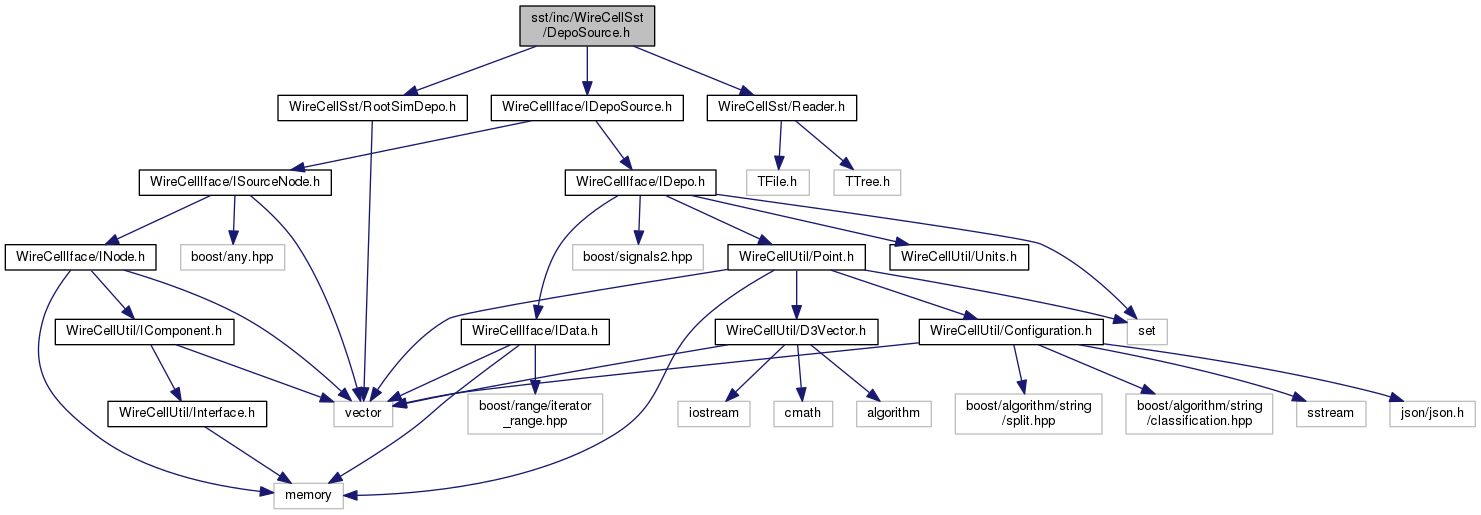 sst/inc/WireCellSst
/DepoSource.h
WireCellSst/RootSimDepo.h
WireCellIface/IDepoSource.h
WireCellSst/Reader.h
WireCellIface/ISourceNode.h
WireCellIface/IDepo.h
TFile.h
TTree.h
WireCellIface/INode.h
boost/any.hpp
boost/signals2.hpp
WireCellUtil/Point.h
WireCellUtil/Units.h
WireCellUtil/IComponent.h
WireCellIface/IData.h
WireCellUtil/D3Vector.h
WireCellUtil/Configuration.h
set
WireCellUtil/Interface.h
vector
boost/range/iterator
_range.hpp
iostream
cmath
algorithm
boost/algorithm/string
/split.hpp
boost/algorithm/string
/classification.hpp
sstream
json/json.h
memory